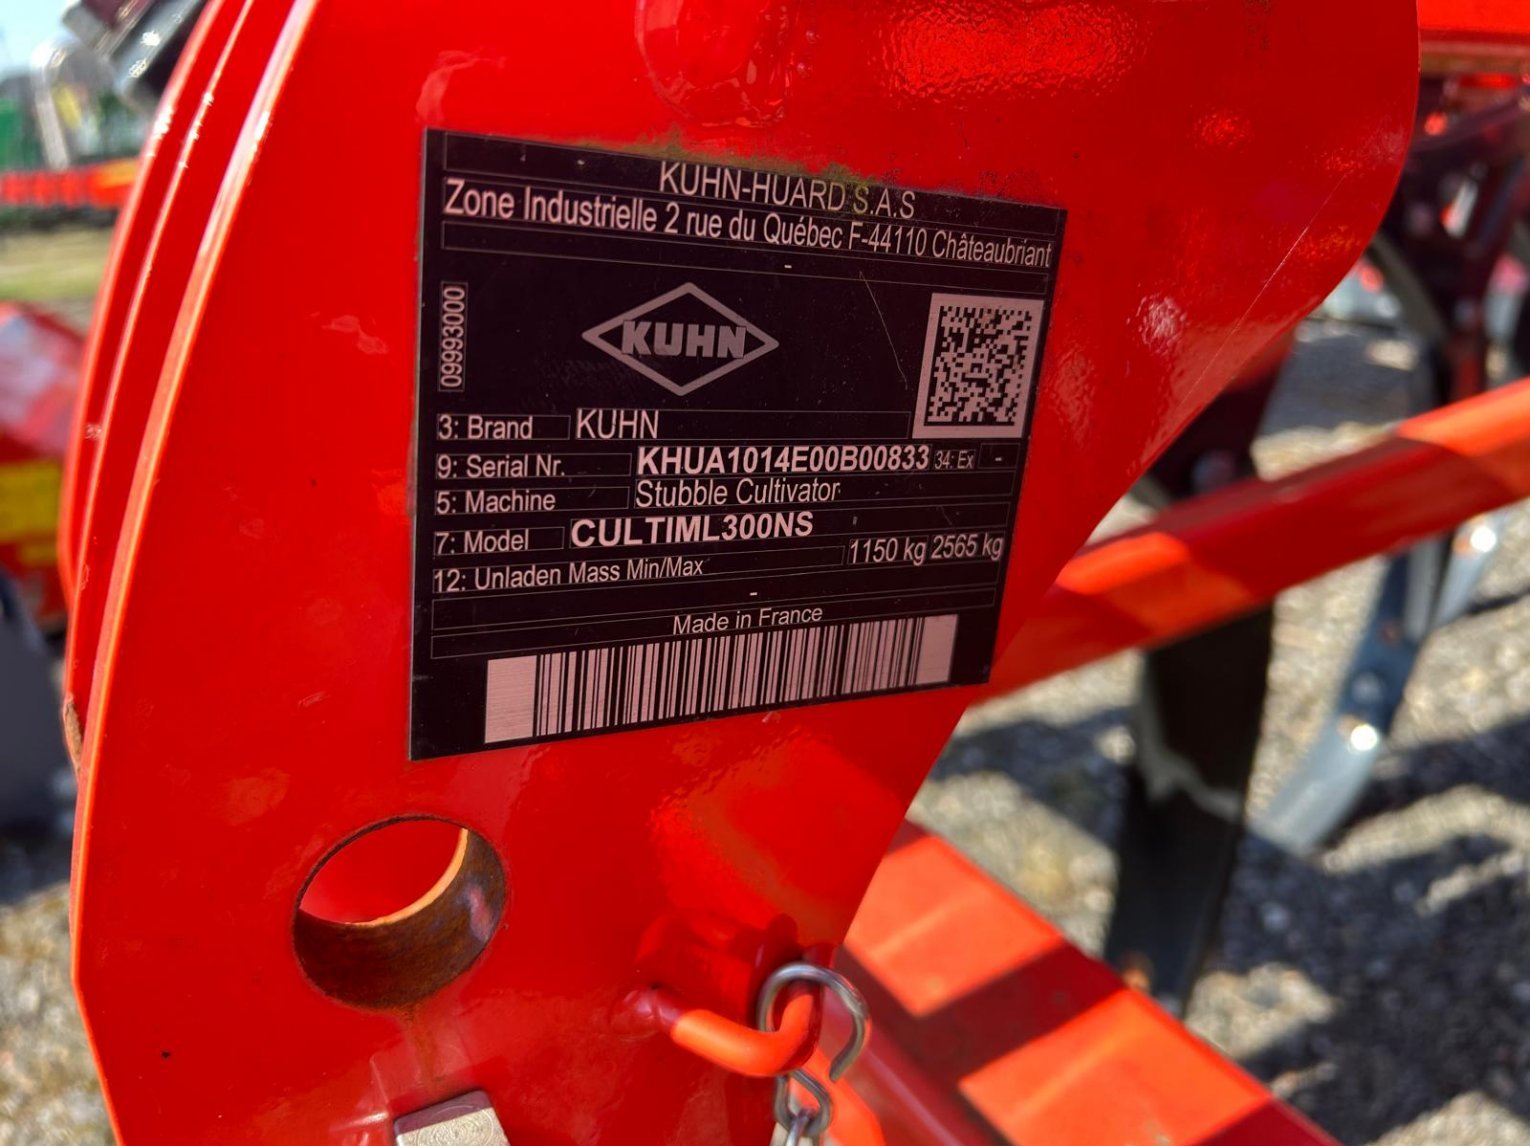 KUHN-HUARD S.A.S
Zone Industrielle 2 rue du Québec F-44110 Châteaubriant
-
09993000
KUHN
3: Brand KUHN
9: Serial Nr. KHUA1014E00B00833 34: Ex -
5: Machine Stubble Cultivator
7: Model CULTIML300NS
12: Unladen Mass Min/Max 1150 kg 2565 kg
-
Made in France